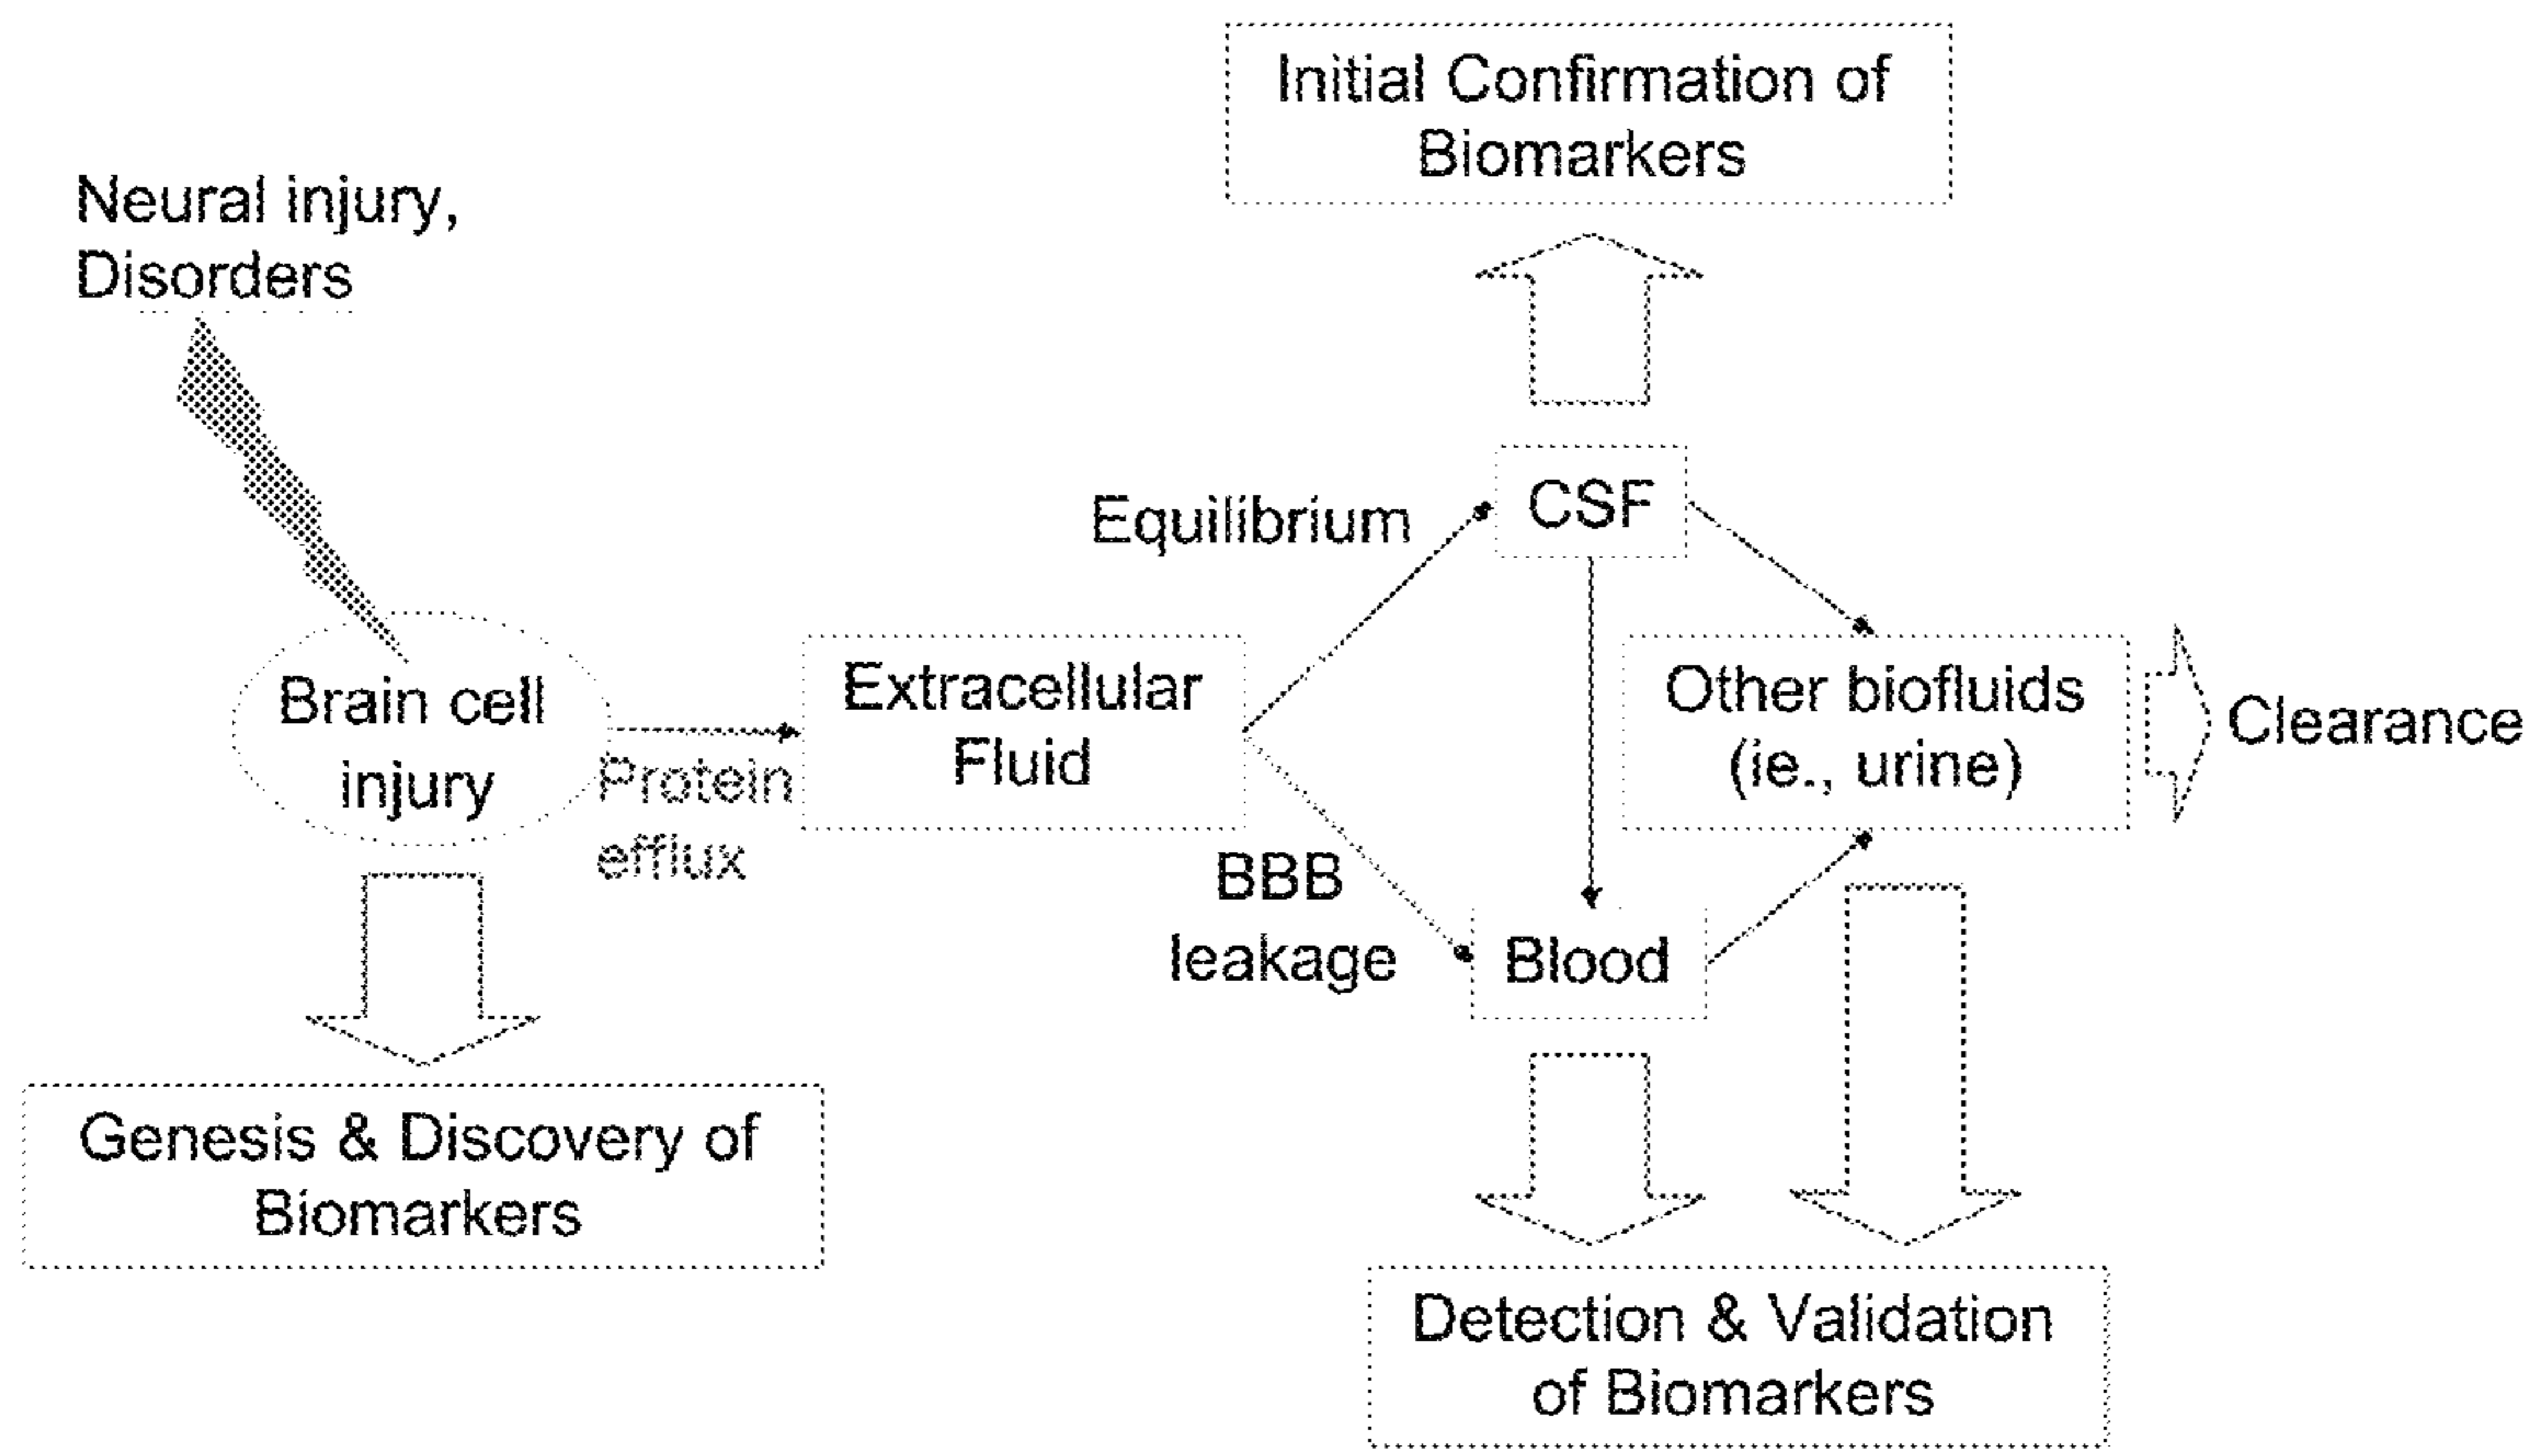 Initial Confirmation of
Biomarkers
Neural injury,
Disorders
Equilibrium
CSF
Brain cell
injury
Protein
efflux
Extracellular
Fluid
Other biofluids
(ie., urine)
Clearance
BBB
leakage
Blood
Genesis & Discovery of
Biomarkers
Detection & Validation
of Biomarkers